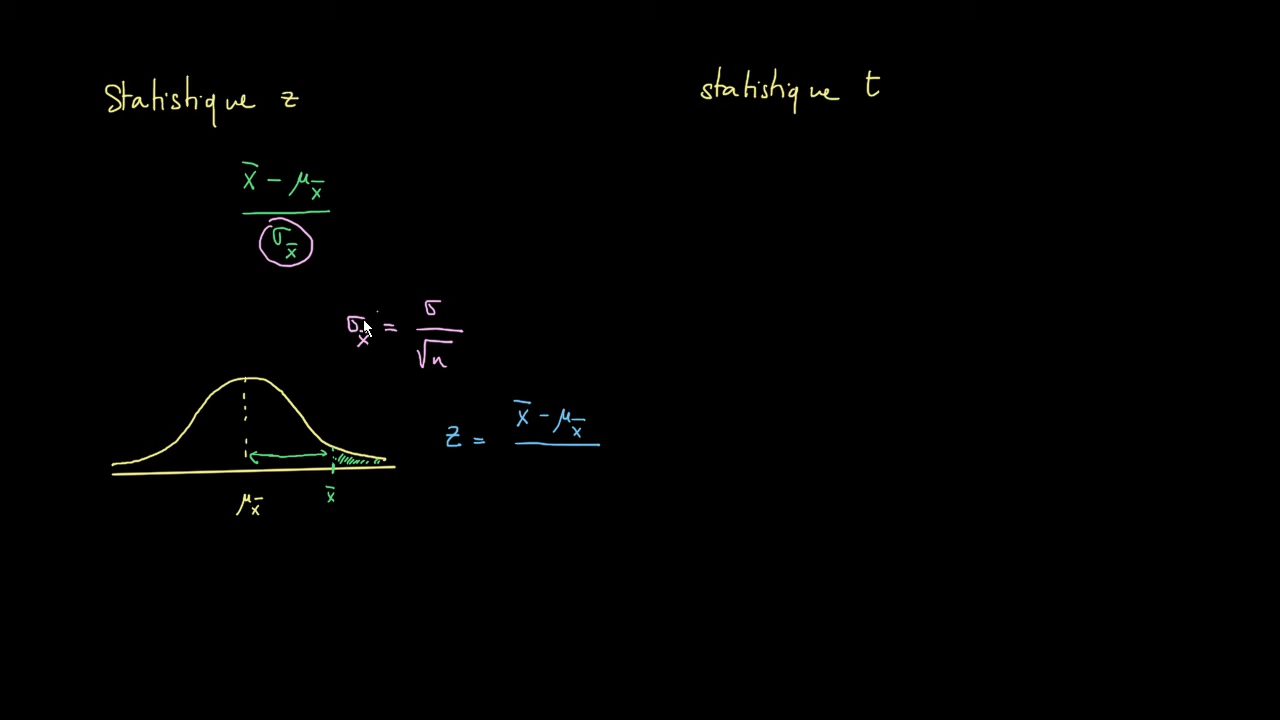 Statistique z
statistique t
x̄ - μx̄
σx̄
σx̄ = σ / √n
z = x̄ - μx̄
μx̄
x̄